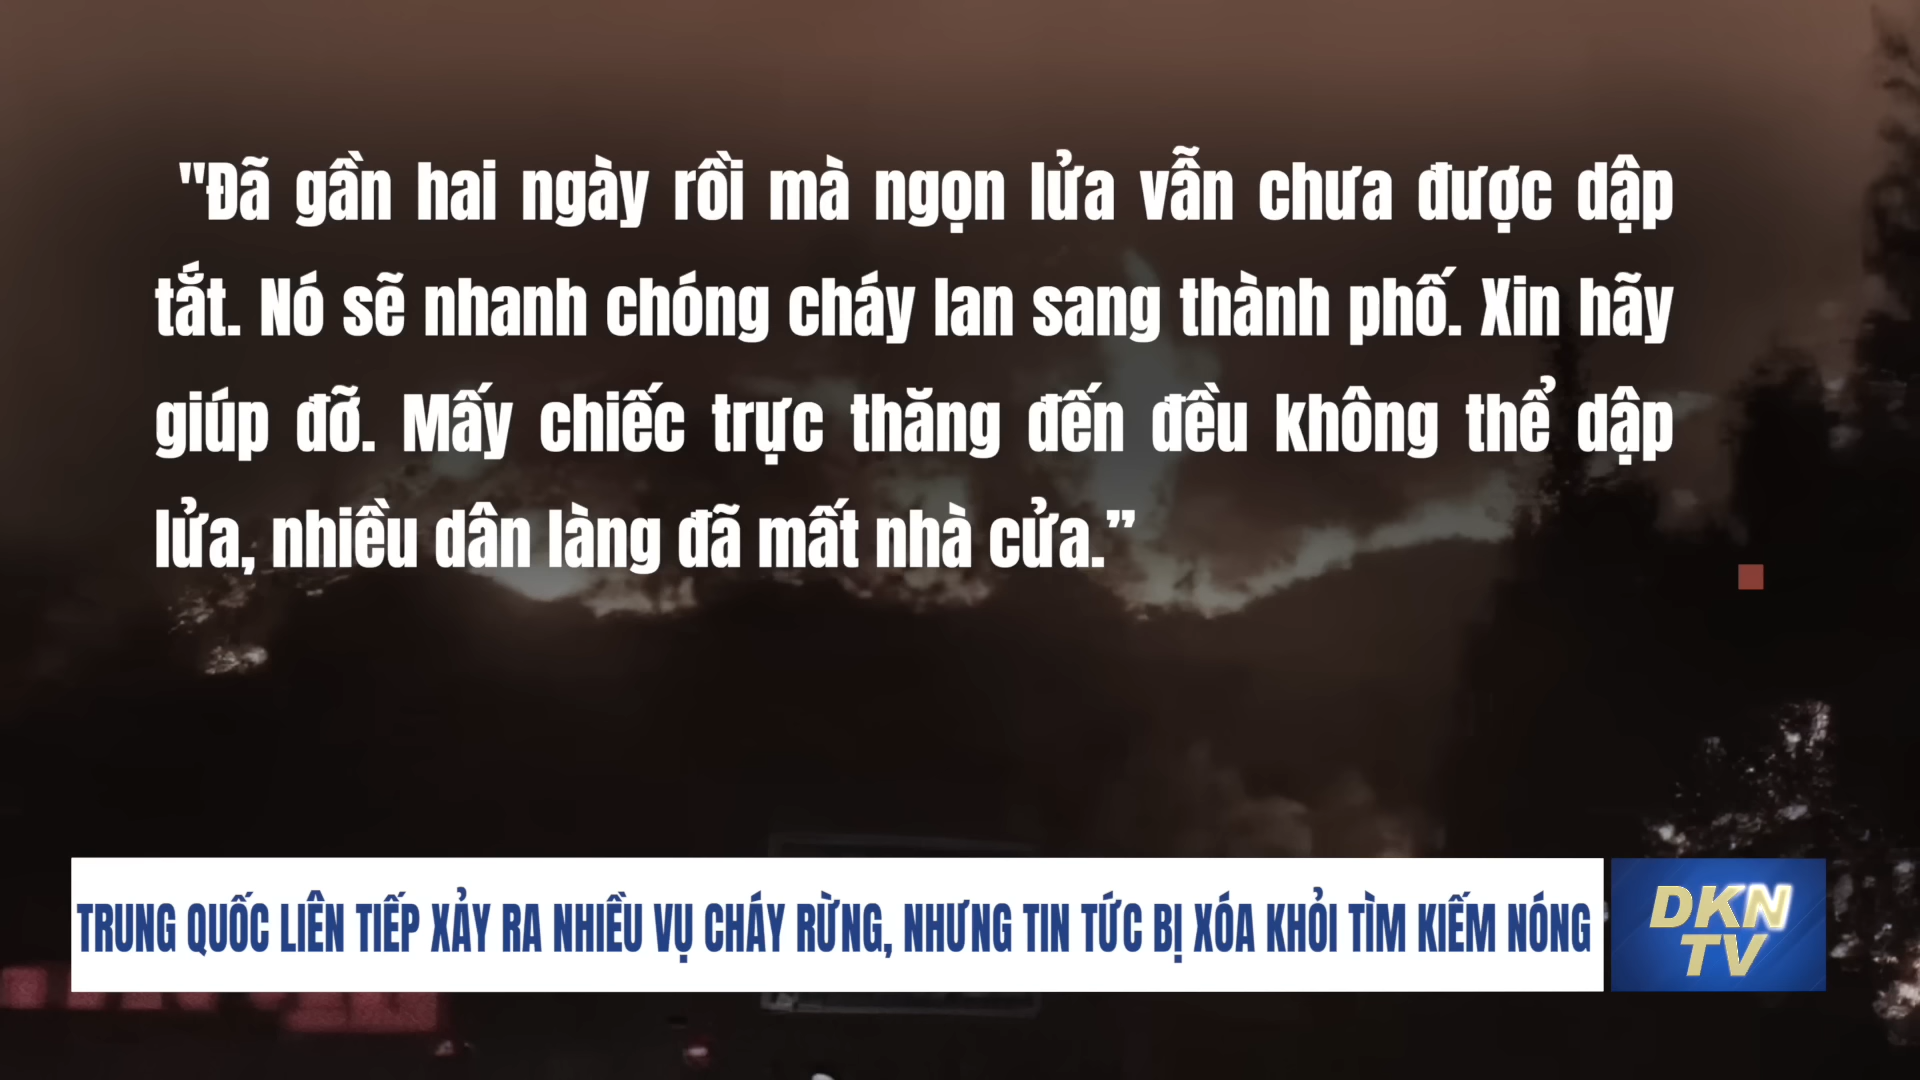 "Đã gần hai ngày rồi mà ngọn lửa vẫn chưa được dập
tắt. Nó sẽ nhanh chóng cháy lan sang thành phố. Xin hãy
giúp đỡ. Mấy chiếc trực thăng đến đều không thể dập
lửa, nhiều dân làng đã mất nhà cửa.”
TRUNG QUỐC LIÊN TIẾP XẢY RA NHIỀU VỤ CHÁY RỪNG, NHƯNG TIN TỨC BỊ XÓA KHỎI TÌM KIẾM NÓNG
DKN
TV